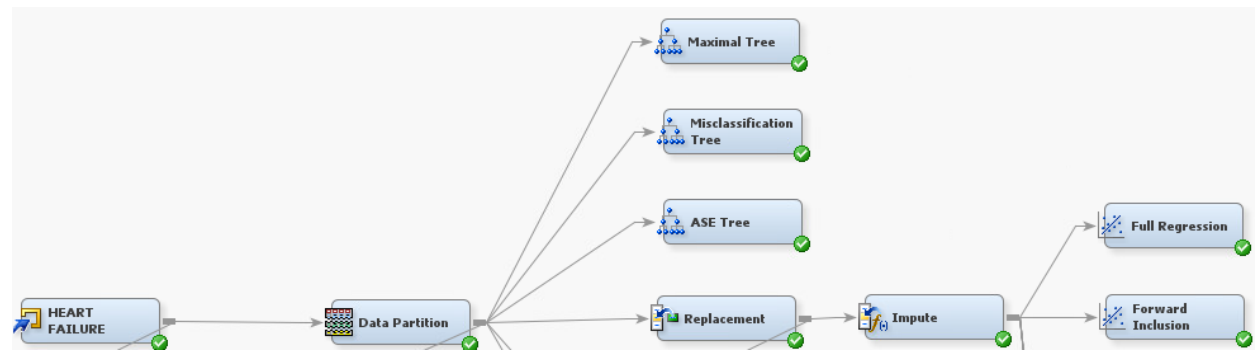 Maximal Tree
Misclassification
Tree
ASE Tree
Full Regression
HEART
FAILURE
Data Partition
Replacement
Impute
Forward
Inclusion